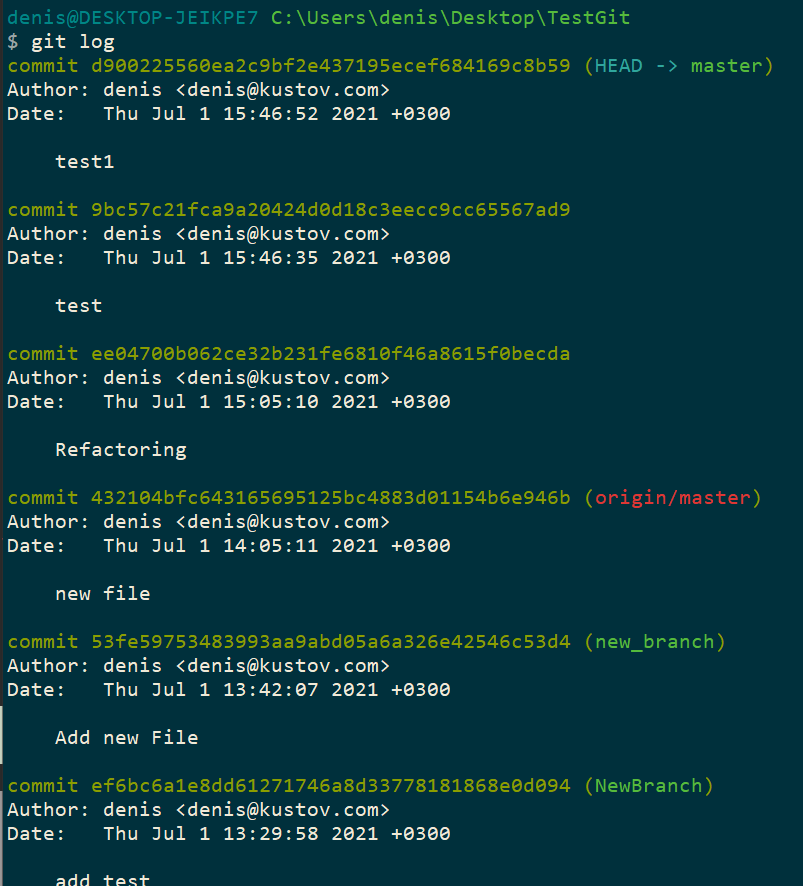 denis@DESKTOP-JEIKPE7 C:\Users\denis\Desktop\TestGit
$ git log
commit d900225560ea2c9bf2e437195ecef684169c8b59 (HEAD -> master)
Author: denis <denis@kustov.com>
Date:   Thu Jul 1 15:46:52 2021 +0300
test1
commit 9bc57c21fca9a20424d0d18c3eecc9cc65567ad9
Author: denis <denis@kustov.com>
Date:   Thu Jul 1 15:46:35 2021 +0300
test
commit ee04700b062ce32b231fe6810f46a8615f0becda
Author: denis <denis@kustov.com>
Date:   Thu Jul 1 15:05:10 2021 +0300
Refactoring
commit 432104bfc643165695125bc4883d01154b6e946b (origin/master)
Author: denis <denis@kustov.com>
Date:   Thu Jul 1 14:05:11 2021 +0300
new file
commit 53fe59753483993aa9abd05a6a326e42546c53d4 (new_branch)
Author: denis <denis@kustov.com>
Date:   Thu Jul 1 13:42:07 2021 +0300
Add new File
commit ef6bc6a1e8dd61271746a8d33778181868e0d094 (NewBranch)
Author: denis <denis@kustov.com>
Date:   Thu Jul 1 13:29:58 2021 +0300
add test